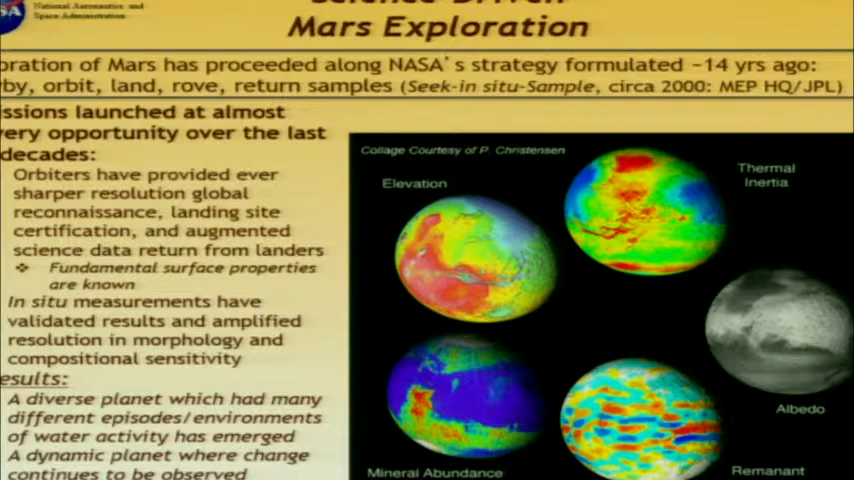 National Aeronautics and
Space Administration
Science-Driven
Mars Exploration
oration of Mars has proceeded along NASA's strategy formulated ~14 yrs ago:
by, orbit, land, rove, return samples (Seek-in situ-Sample, circa 2000: MEP HQ/JPL)
issions launched at almost
very opportunity over the last
decades:
Orbiters have provided ever
sharper resolution global
reconnaissance, landing site
certification, and augmented
science data return from landers
❖ Fundamental surface properties
are known
In situ measurements have
validated results and amplified
resolution in morphology and
compositional sensitivity
esults:
A diverse planet which had many
different episodes/environments
of water activity has emerged
A dynamic planet where change
continues to be observed
Collage Courtesy of P. Christensen
Elevation
Thermal
Inertia
Albedo
Mineral Abundance
Remanant